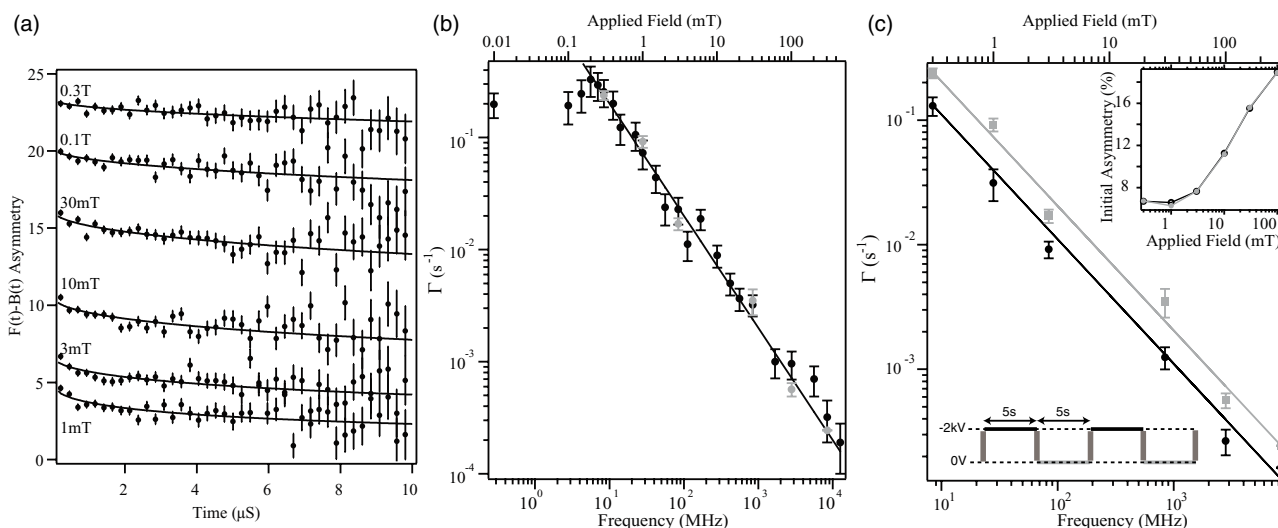 (a)
F(t)-B(t) Asymmetry
25
20
15
10
5
0
0.3T
0.1T
30mT
10mT
3mT
1mT
2
4
6
8
10
Time (μS)
(b)
Applied Field (mT)
0.01
0.1
1
10
100
Γ (s⁻¹)
10⁻¹
10⁻²
10⁻³
10⁻⁴
10⁰
10¹
10²
10³
10⁴
Frequency (MHz)
(c)
Applied Field (mT)
1
10
100
Γ (s⁻¹)
10⁻¹
10⁻²
10⁻³
Initial Asymmetry (%)
16
12
8
1
10
100
Applied Field (mT)
5s
5s
-2kV
0V
10¹
10²
10³
Frequency (MHz)